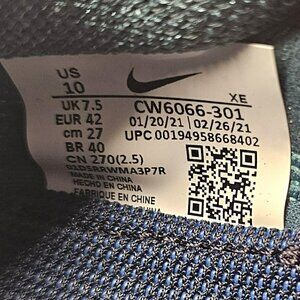 US
10
UK 7.5
EUR 42
cm 27
BR 40
CN 270(2.5)
MADE IN CHINA
HECHO EN CHINA
FABRIQUE EN CHINE
XE
CW6066-301
01/20/21 02/26/21
UPC 00194958668402